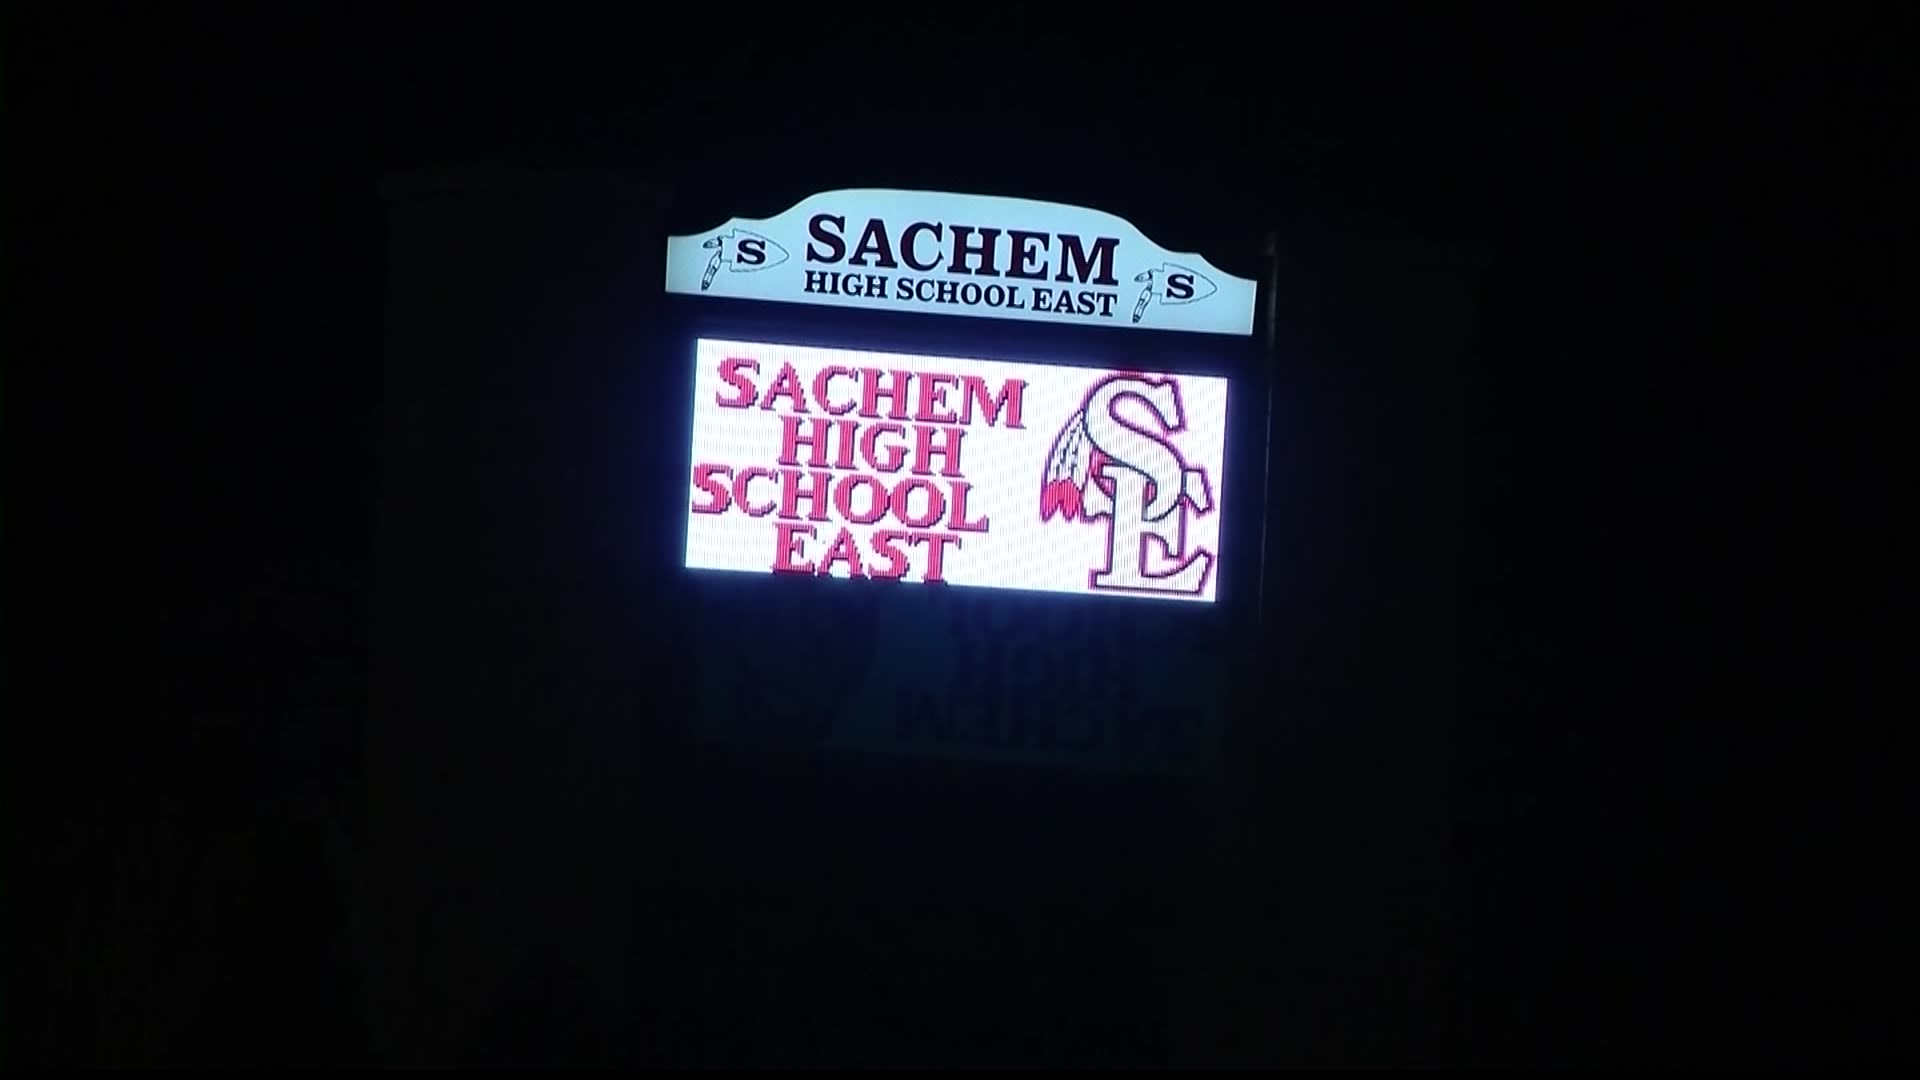 SACHEM
S HIGH SCHOOL EAST S
SACHEM
HIGH
SCHOOL
EAST
SE